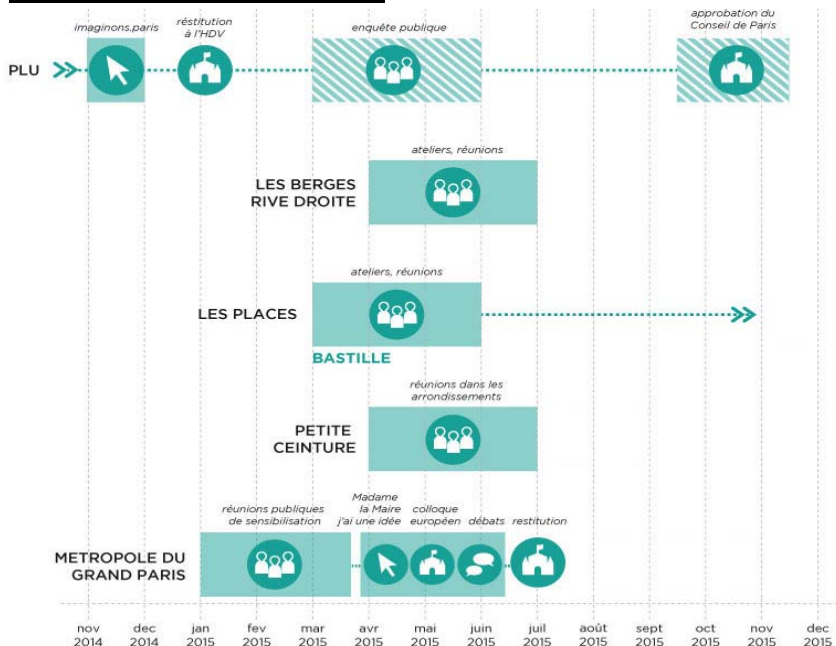 imaginons.paris
réstitution
à l'HDV
enquête publique
approbation du
Conseil de Paris
PLU
ateliers, réunions
LES BERGES
RIVE DROITE
ateliers, réunions
LES PLACES
BASTILLE
réunions dans les
arrondissements
PETITE
CEINTURE
réunions publiques
de sensibilisation
Madame
la Maire
j'ai une idée
colloque
européen
débats
restitution
METROPOLE DU
GRAND PARIS
nov
2014
dec
2014
jan
2015
fev
2015
mar
2015
avr
2015
mai
2015
juin
2015
juil
2015
août
2015
sept
2015
oct
2015
nov
2015
dec
2015